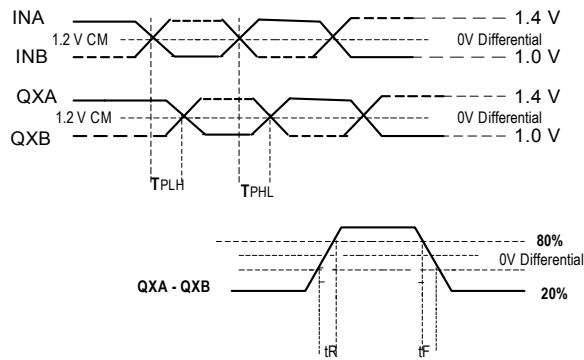 INA
1.4 V
1.2 V CM
0V Differential
INB
1.0 V
QXA
1.4 V
1.2 V CM
0V Differential
QXB
1.0 V
TPLH
TPHL
80%
0V Differential
QXA - QXB
20%
tR
tF